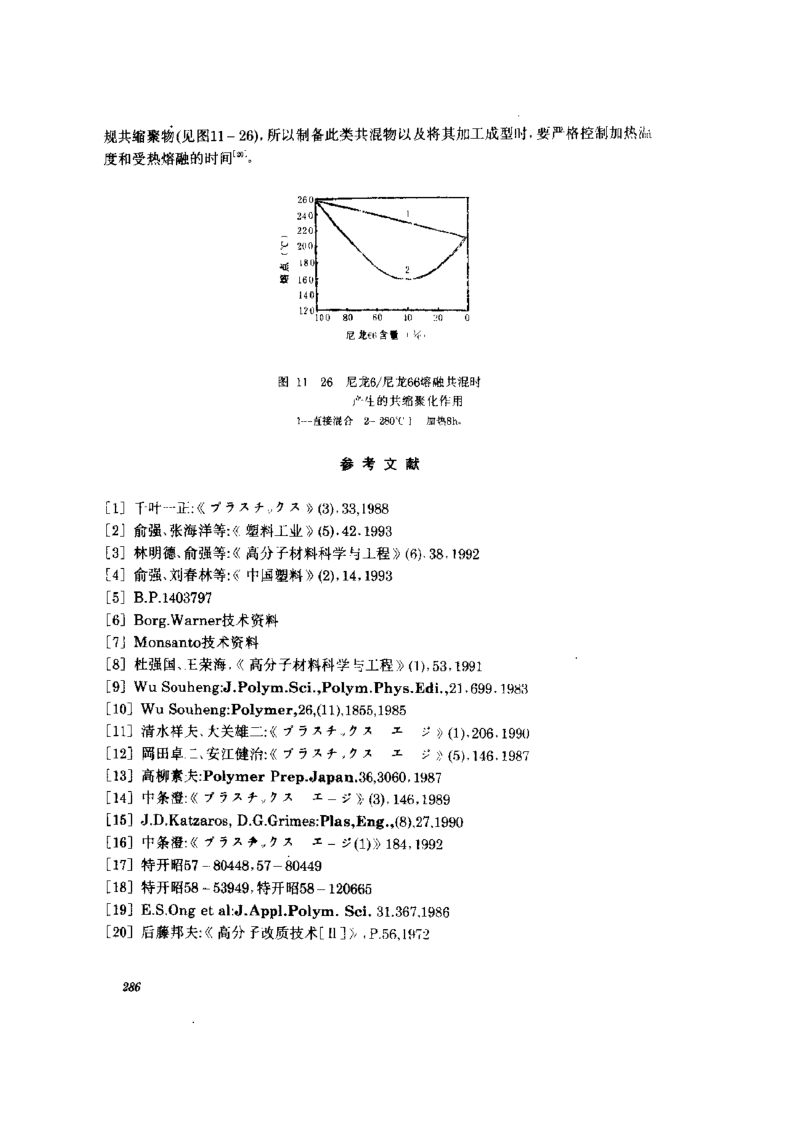 规共缩聚物(见图11-26),所以制备此类共混物以及将其加工成型时,要严格控制加热温
度和受热熔融的时间[20]。
260
240
220
200
180
160
140
120
熔点(℃)
1
2
100 80 60 40 20 0
尼龙66含量(%)
图 11 26 尼龙6/尼龙66熔融共混时
产生的共缩聚化作用
1--直接混合 2-280℃ 加热8h。
参考文献
[1] 千叶一正:《プラスチックス》(3),33,1988
[2] 俞强、张海洋等:《塑料工业》(5).42.1993
[3] 林明德、俞强等:《高分子材料科学与工程》(6).38.1992
[4] 俞强、刘春林等:《中国塑料》(2),14,1993
[5] B.P.1403797
[6] Borg.Warner技术资料
[7] Monsanto技术资料
[8] 杜强国、王荣海,《高分子材料科学与工程》(1),53,1991
[9] Wu Souheng:J.Polym.Sci.,Polym.Phys.Edi.,21.699.1983
[10] Wu Souheng:Polymer,26,(11),1855,1985
[11] 清水祥夫、大关雄二:《プラスチックス エ ジ》(1).206.1990
[12] 岡田卓二、安江健治:《プラスチックス エ ジ》(5).146.1987
[13] 高柳素夫:Polymer Prep.Japan.36,3060.1987
[14] 中条澄:《プラスチックス エ-ジ》(3).146,1989
[15] J.D.Katzaros, D.G.Grimes:Plas,Eng.,(8),27,1990
[16] 中条澄:《プラスチックス エ-ジ(1)》184,1992
[17] 特开昭57-80448,57-80449
[18] 特开昭58-53949,特开昭58-120665
[19] E.S.Ong et al:J.Appl.Polym. Sci. 31.367,1986
[20] 后藤邦夫:《高分子改质技术[Ⅱ]》,P.56,1972
286